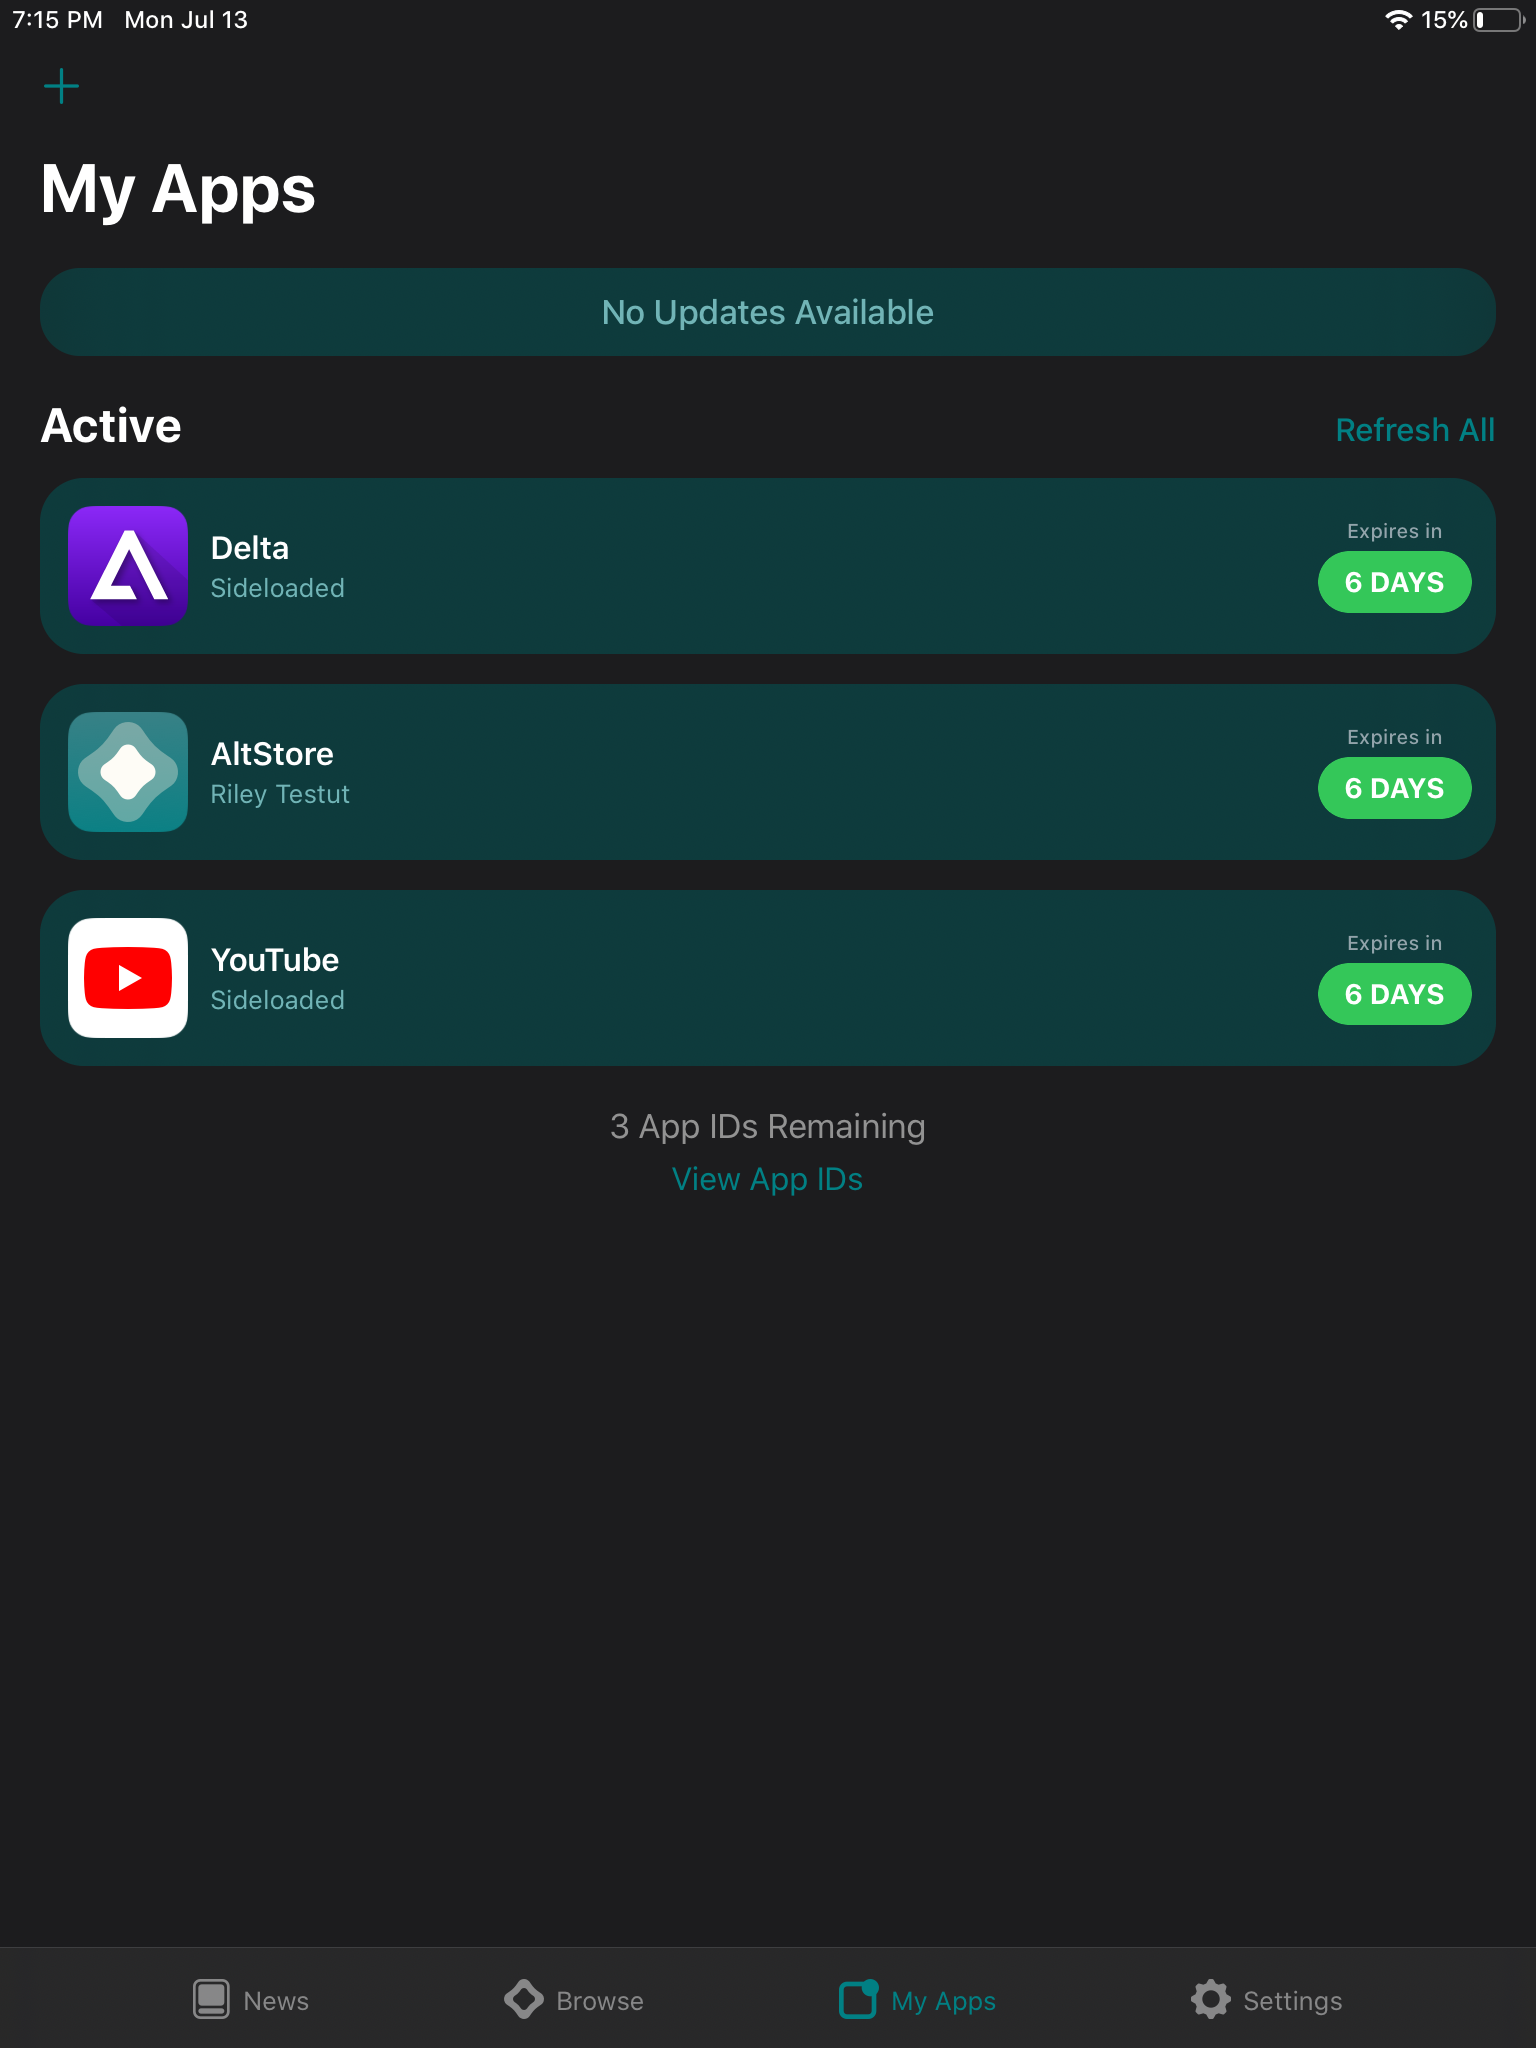 7:15 PM Mon Jul 13 15%
My Apps
No Updates Available
Active Refresh All
Delta
Sideloaded
Expires in
6 DAYS
AltStore
Riley Testut
Expires in
6 DAYS
YouTube
Sideloaded
Expires in
6 DAYS
3 App IDs Remaining
View App IDs
News Browse My Apps Settings